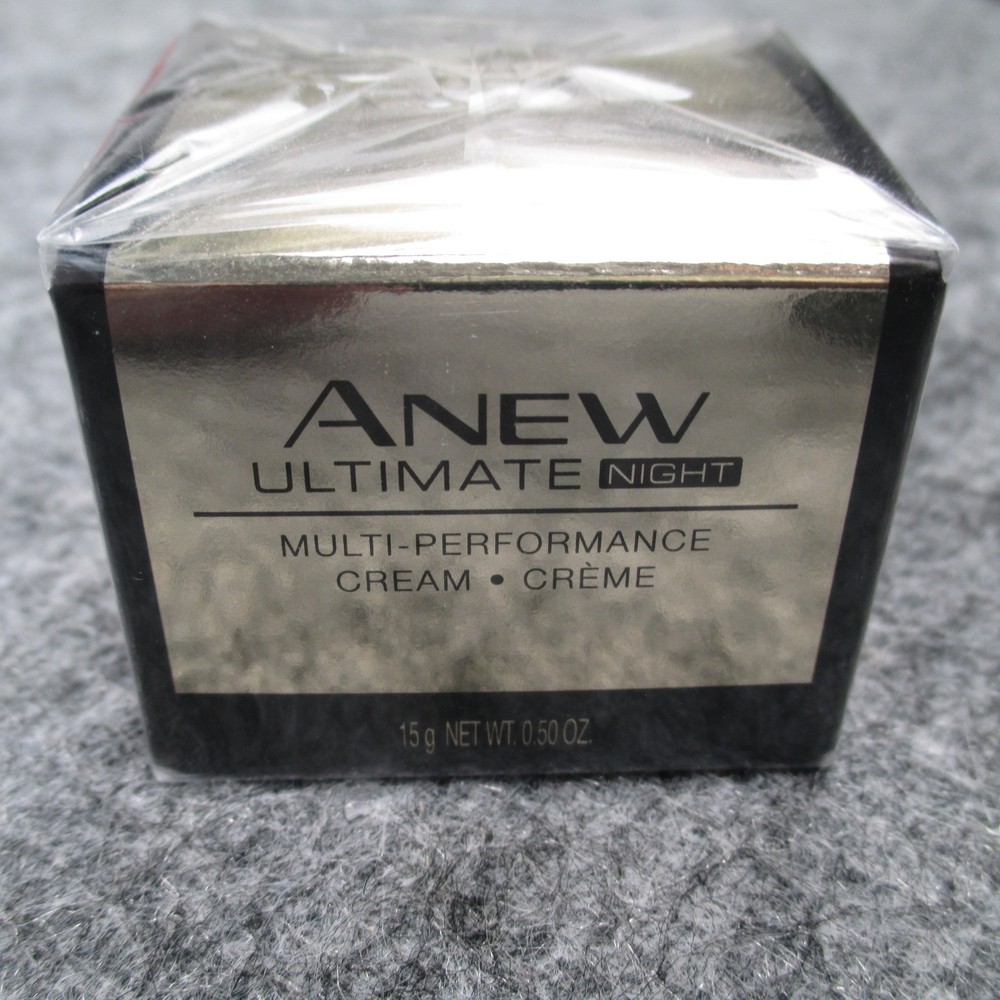 ANEW
ULTIMATE NIGHT
MULTI-PERFORMANCE
CREAM • CRÈME
15 g NET WT. 0.50 OZ.